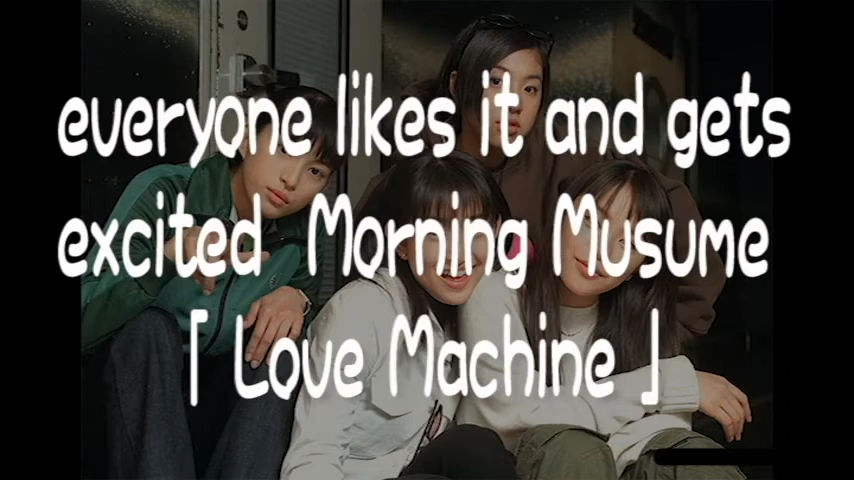 everyone likes it and gets
excited Morning Musume
「 Love Machine 」